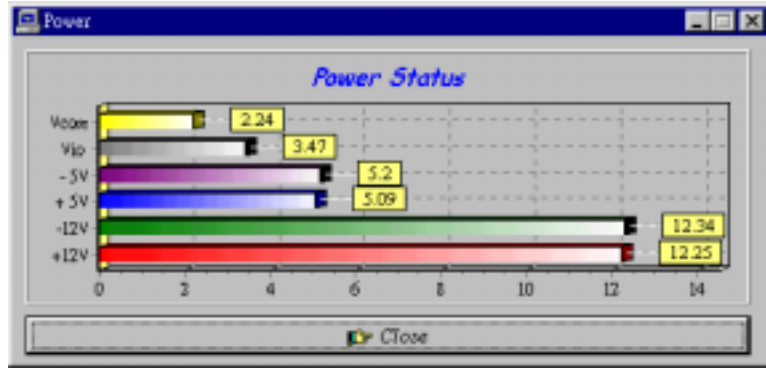 Power
Power Status
Vcore 2.24
Vio 3.47
- 5V 5.2
+ 5V 5.09
-12V 12.34
+12V 12.25
0 2 4 6 8 10 12 14
Close